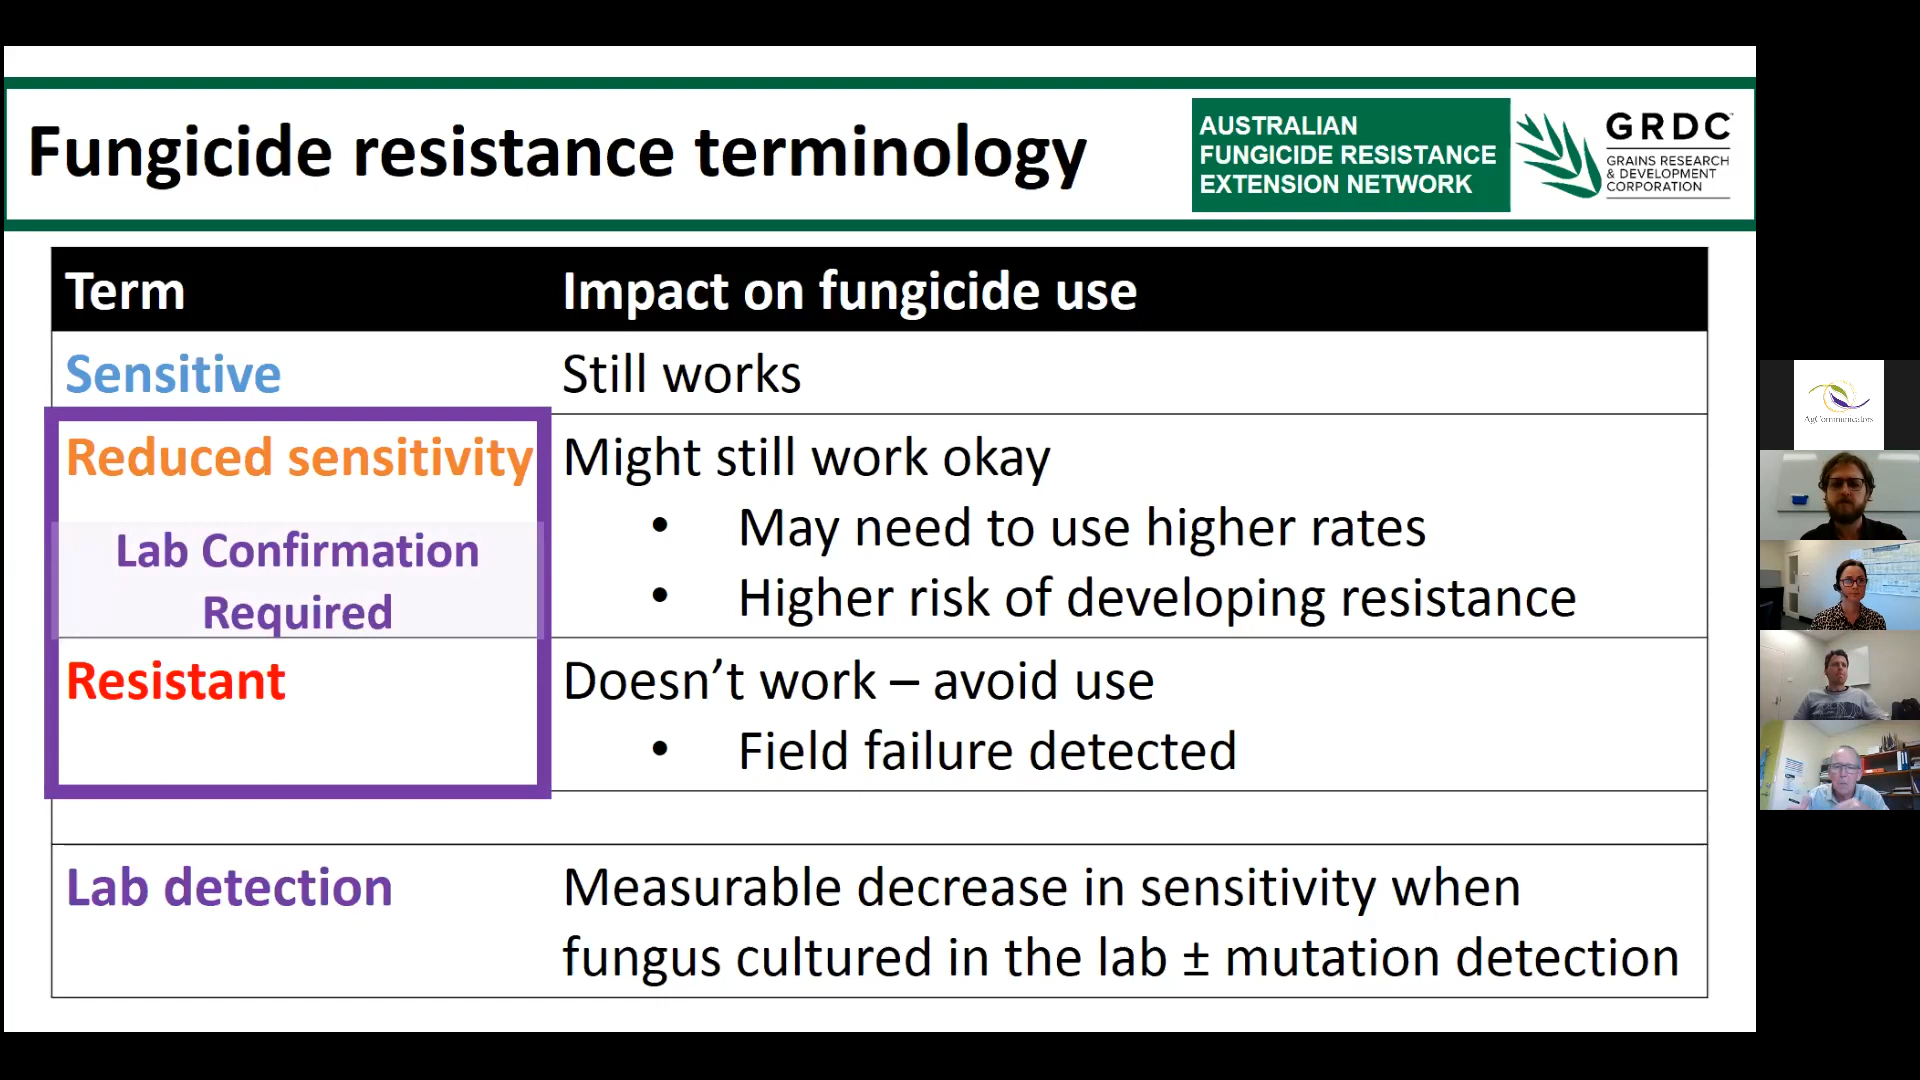 Fungicide resistance terminology
AUSTRALIAN
FUNGICIDE RESISTANCE
EXTENSION NETWORK
GRDC
GRAINS RESEARCH
& DEVELOPMENT
CORPORATION
Term
Impact on fungicide use
Sensitive
Still works
Reduced sensitivity
Might still work okay
• May need to use higher rates
• Higher risk of developing resistance
Lab Confirmation
Required
Resistant
Doesn’t work – avoid use
• Field failure detected
Lab detection
Measurable decrease in sensitivity when
fungus cultured in the lab ± mutation detection
AgCommunicators